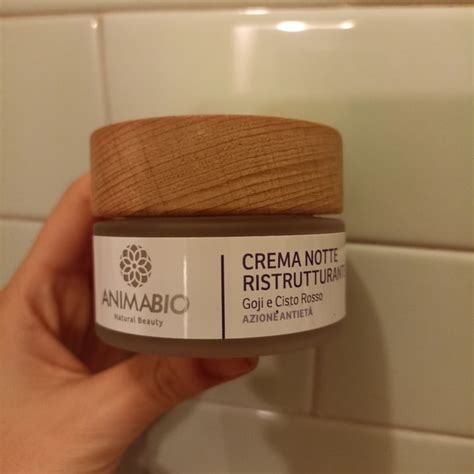 ANIMABIO
Natural Beauty
CREMA NOTTE
RISTRUTTURANT
Goji e Cisto Rosso
AZIONE ANTIETÀ